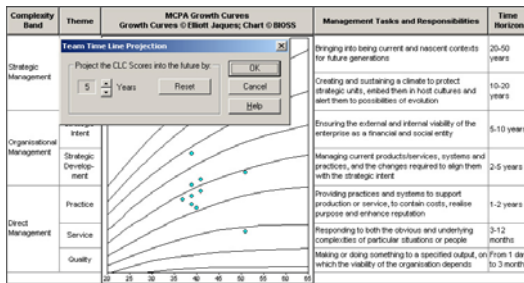 Complexity Band
Theme
MCPA Growth Curves
Growth Curves © Elliott Jaques; Chart © BIOSS
Management Tasks and Responsibilities
Time Horizon
Team Time Line Projection
Project the CLC Scores into the future by:
5
Years
Reset
OK
Cancel
Help
Strategic
Management
Bringing into being current and nascent contexts
for future generations
20-50
years
Creating and sustaining a climate to protect
strategic units, embed them in host cultures and
alert them to possibilities of evolution
10-20
years
Organisational
Management
Intent
Ensuring the external and internal viability of the
enterprise as a financial and social entity
5-10 years
Strategic
Develop-
ment
Managing current products/services, systems and
practices, and the changes required to align them
with the strategic intent
2-5 years
Direct
Management
Practice
Providing practices and systems to support
production or service, to contain costs, realise
purpose and enhance reputation
1-2 years
Service
Responding to both the obvious and underlying
complexities of particular situations or people
3-12
months
Quality
Making or doing something to a specified output, on
which the viability of the organisation depends
From 1 day
to 3 months
20 25 30 35 40 45 50 55 60 65